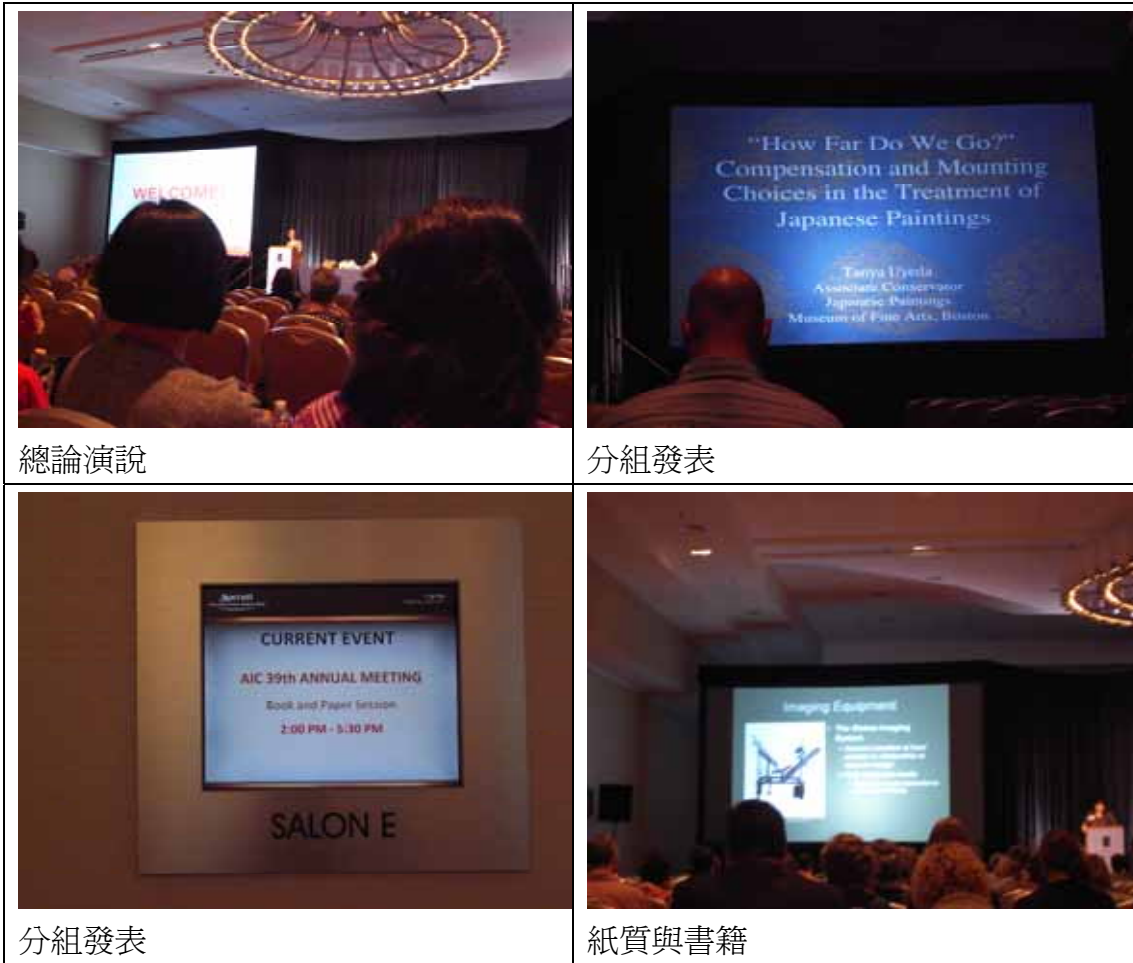 WELCOME
總論演說
"How Far Do We Go?"
Compensation and Mounting
Choices in the Treatment of
Japanese Paintings
Tanya Uyeda
Associate Conservator
Japanese Paintings
Museum of Fine Arts, Boston
分組發表
Marriott
CURRENT EVENT
AIC 39th ANNUAL MEETING
Book and Paper Session
2:00 PM - 5:30 PM
SALON E
分組發表
Imaging Equipment
紙質與書籍